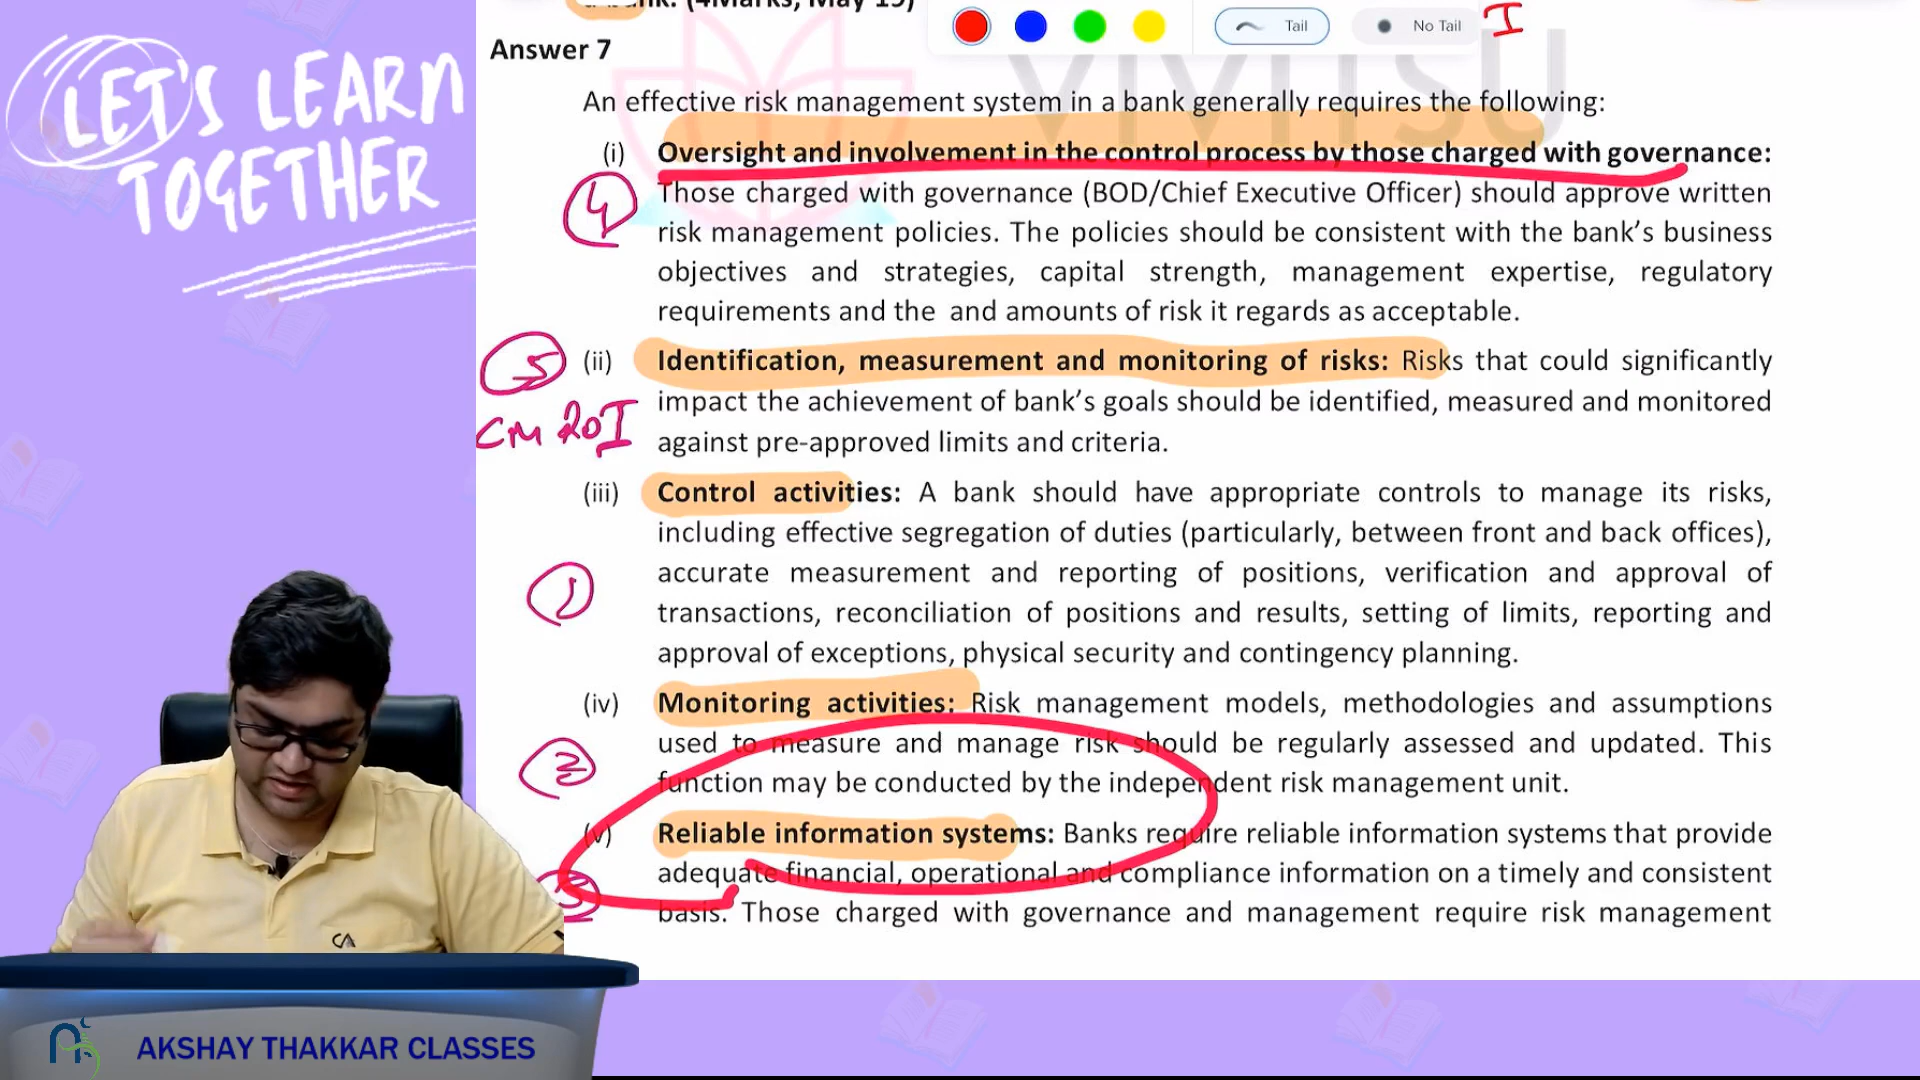 LET'S LEARN
TOGETHER
Tail
No Tail
I
VIVITSU
Answer 7
An effective risk management system in a bank generally requires the following:
(i) Oversight and involvement in the control process by those charged with governance:
4 Those charged with governance (BOD/Chief Executive Officer) should approve written
risk management policies. The policies should be consistent with the bank's business
objectives and strategies, capital strength, management expertise, regulatory
requirements and the and amounts of risk it regards as acceptable.
5 (ii) Identification, measurement and monitoring of risks: Risks that could significantly
CM ROI impact the achievement of bank's goals should be identified, measured and monitored
against pre-approved limits and criteria.
(iii) Control activities: A bank should have appropriate controls to manage its risks,
including effective segregation of duties (particularly, between front and back offices),
accurate measurement and reporting of positions, verification and approval of
1 transactions, reconciliation of positions and results, setting of limits, reporting and
approval of exceptions, physical security and contingency planning.
(iv) Monitoring activities: Risk management models, methodologies and assumptions
used to measure and manage risk should be regularly assessed and updated. This
2 function may be conducted by the independent risk management unit.
(v) Reliable information systems: Banks require reliable information systems that provide
adequate financial, operational and compliance information on a timely and consistent
3 basis. Those charged with governance and management require risk management
CA
AKSHAY THAKKAR CLASSES